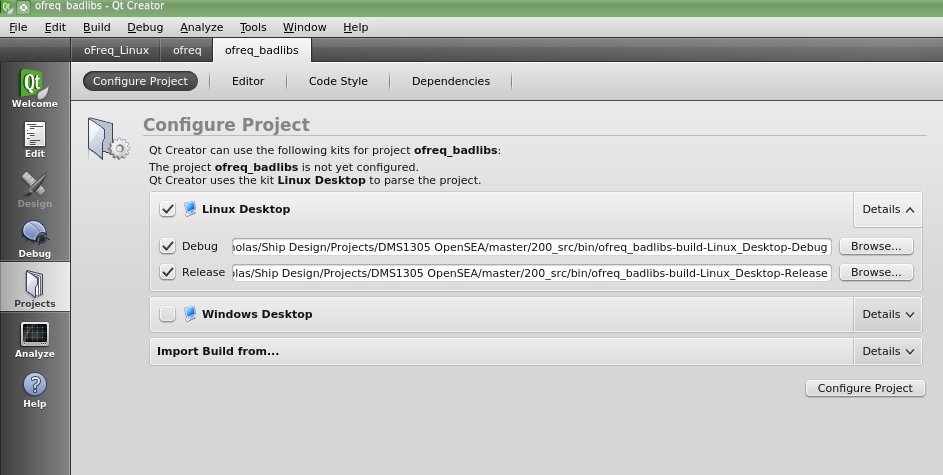 ofreq_badlibs - Qt Creator
File Edit Build Debug Analyze Tools Window Help
oFreq_Linux ofreq ofreq_badlibs
Configure Project Editor Code Style Dependencies
Qt
Welcome
Edit
Design
Debug
Projects
Analyze
Help
Configure Project
Qt Creator can use the following kits for project ofreq_badlibs:
The project ofreq_badlibs is not yet configured.
Qt Creator uses the kit Linux Desktop to parse the project.
Linux Desktop Details
Debug olas/Ship Design/Projects/DMS1305 OpenSEA/master/200_src/bin/ofreq_badlibs-build-Linux_Desktop-Debug Browse...
Release olas/Ship Design/Projects/DMS1305 OpenSEA/master/200_src/bin/ofreq_badlibs-build-Linux_Desktop-Release Browse...
Windows Desktop Details
Import Build from... Details
Configure Project